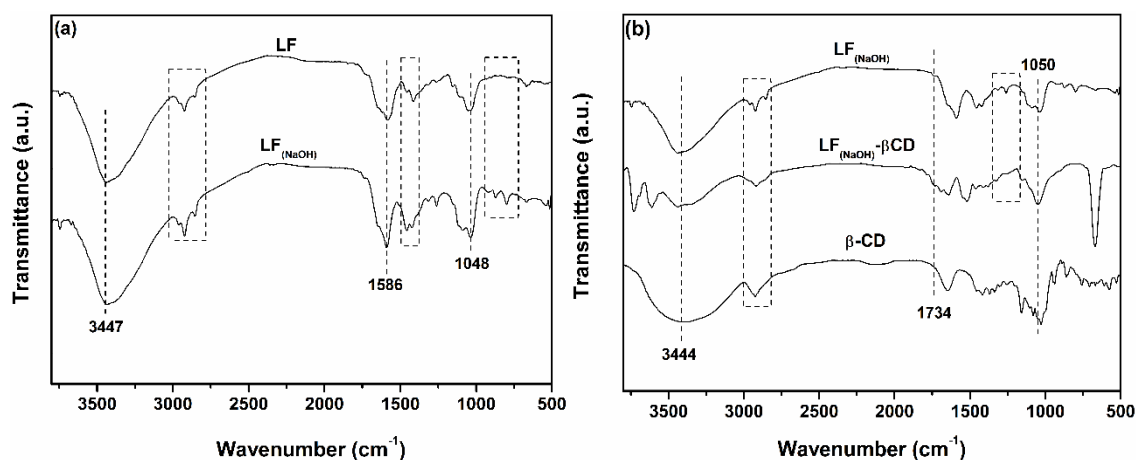 (a)
LF
LF(NaOH)
3447
1586
1048
Transmittance (a.u.)
3500 3000 2500 2000 1500 1000 500
Wavenumber (cm⁻¹)
(b)
LF(NaOH)
1050
LF(NaOH)-βCD
β-CD
1734
3444
Transmittance (a.u.)
3500 3000 2500 2000 1500 1000 500
Wavenumber (cm⁻¹)